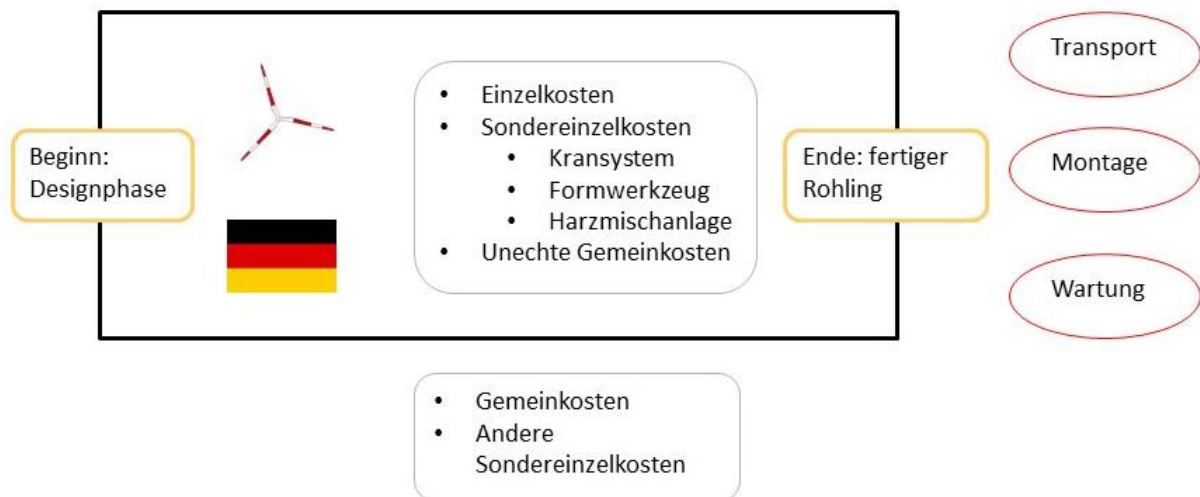 Beginn:
Designphase
• Einzelkosten
• Sondereinzelkosten
• Kransystem
• Formwerkzeug
• Harzmischanlage
• Unechte Gemeinkosten
Ende: fertiger
Rohling
Transport
Montage
Wartung
• Gemeinkosten
• Andere
Sondereinzelkosten